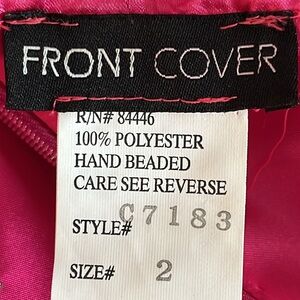 FRONT COVER
R/N# 84446
100% POLYESTER
HAND BEADED
CARE SEE REVERSE
STYLE# C7183
SIZE# 2